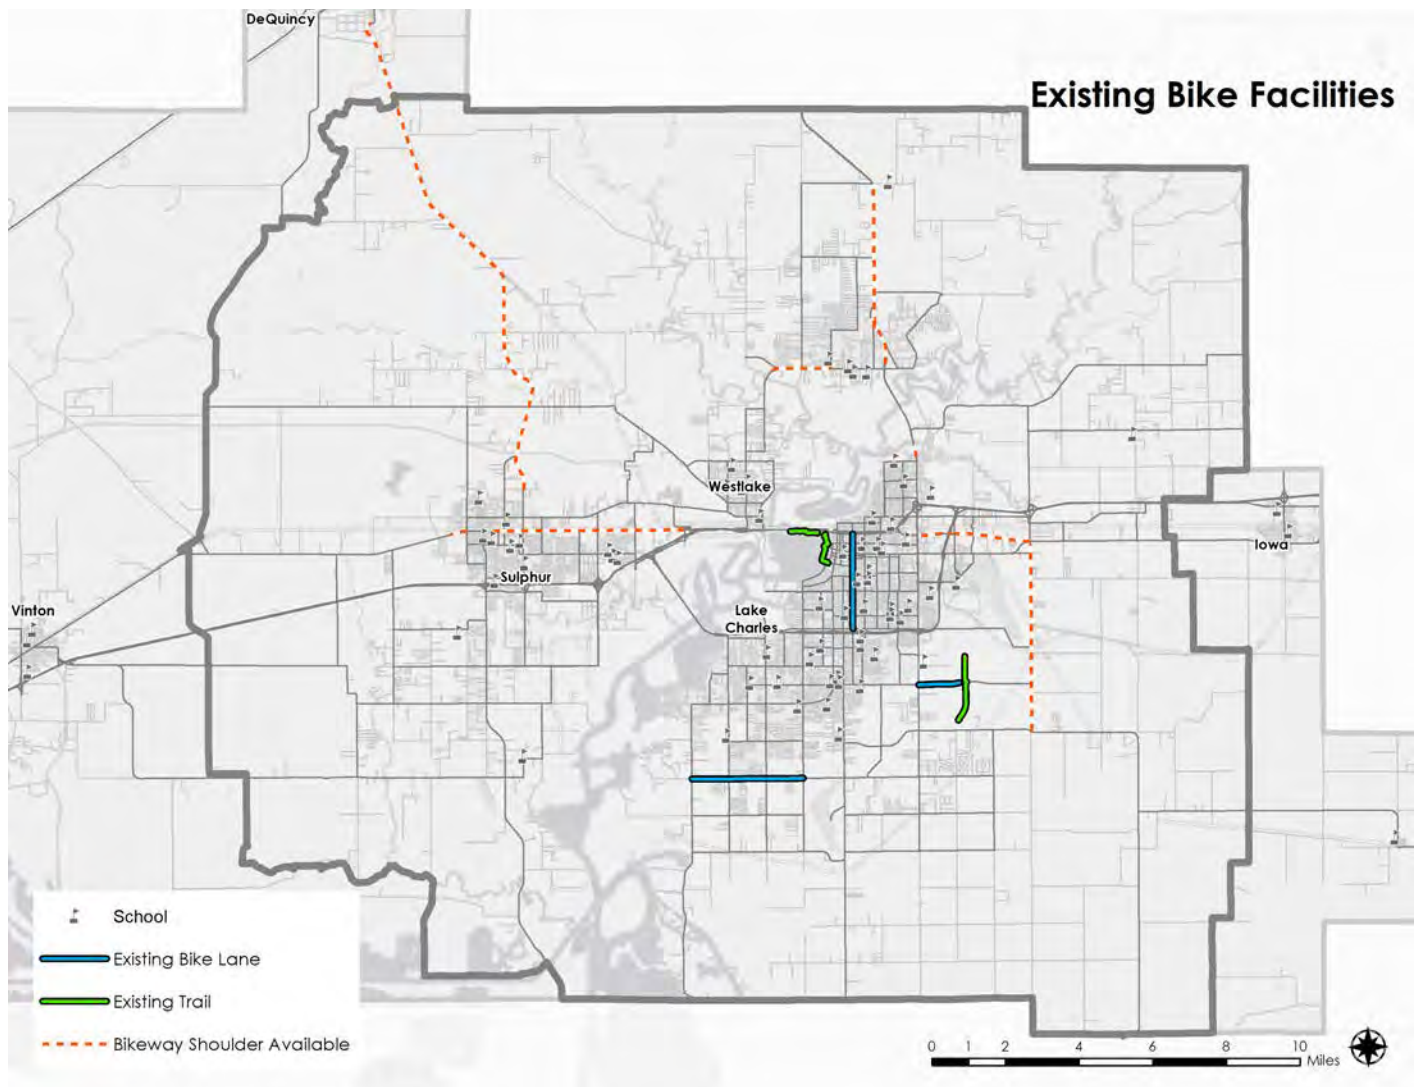 DeQuincy
Existing Bike Facilities
Westlake
Iowa
Sulphur
Vinton
Lake
Charles
School
Existing Bike Lane
Existing Trail
Bikeway Shoulder Available
0 1 2 4 6 8 10
Miles